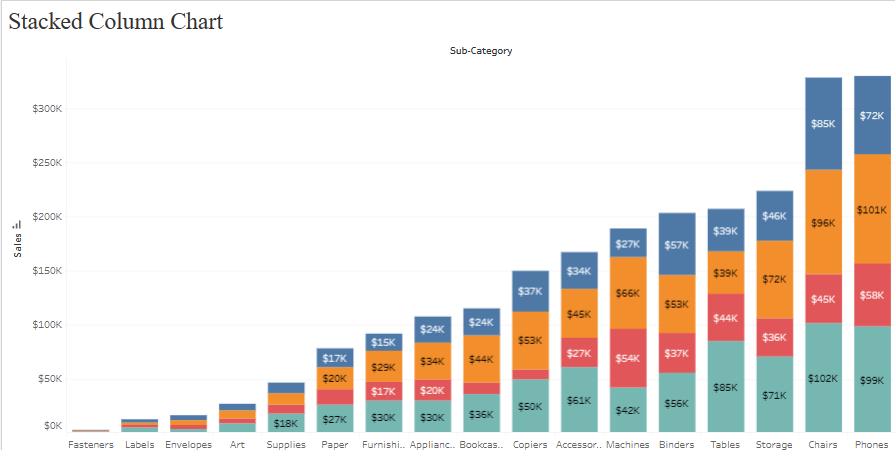 Stacked Column Chart
Sub-Category
$300K
$250K
$200K
$150K
$100K
$50K
$0K
Sales
$18K
$17K
$20K
$27K
$15K
$29K
$17K
$30K
$24K
$34K
$20K
$30K
$24K
$44K
$36K
$37K
$53K
$50K
$34K
$45K
$27K
$61K
$27K
$66K
$54K
$42K
$57K
$53K
$37K
$56K
$39K
$39K
$44K
$85K
$46K
$72K
$36K
$71K
$85K
$96K
$45K
$102K
$72K
$101K
$58K
$99K
Fasteners Labels Envelopes Art Supplies Paper Furnishi.. Applianc.. Bookcas.. Copiers Accessor.. Machines Binders Tables Storage Chairs Phones